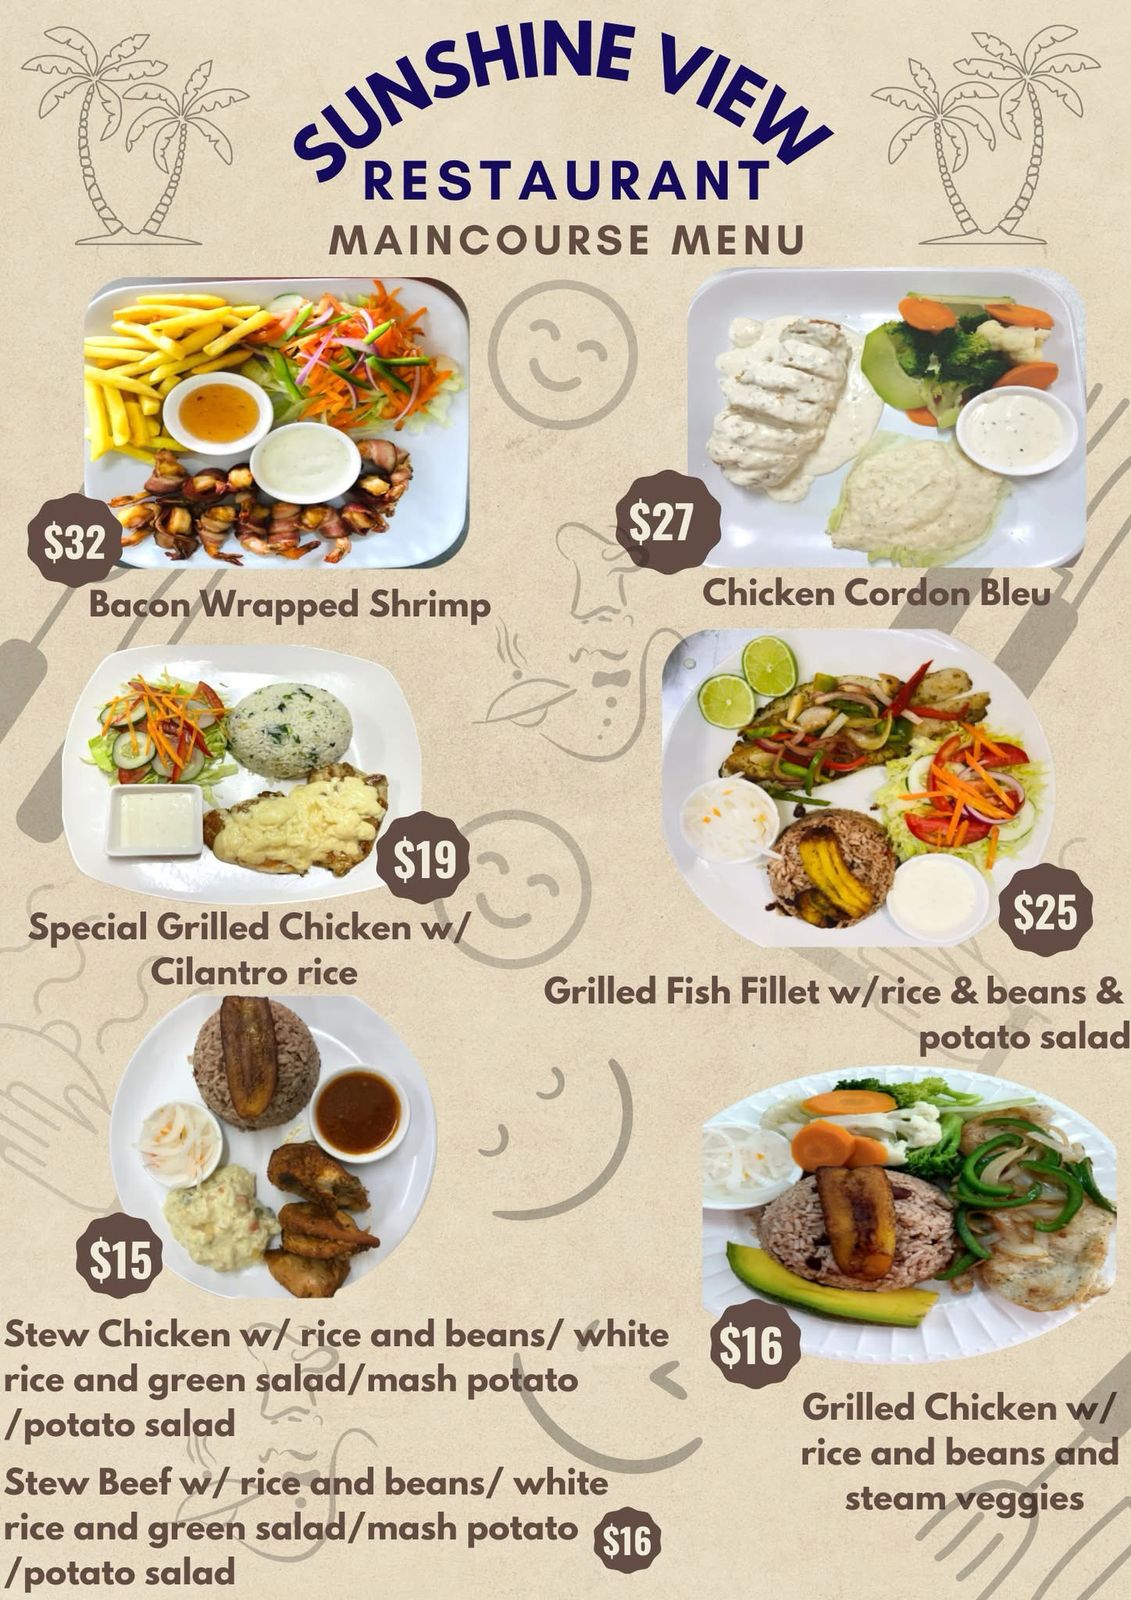 SUNSHINE VIEW
RESTAURANT
MAINCOURSE MENU
$32
Bacon Wrapped Shrimp
$27
Chicken Cordon Bleu
$19
Special Grilled Chicken w/
Cilantro rice
$25
Grilled Fish Fillet w/rice & beans &
potato salad
$15
Stew Chicken w/ rice and beans/ white
rice and green salad/mash potato
/potato salad
$16
Grilled Chicken w/
rice and beans and
steam veggies
Stew Beef w/ rice and beans/ white
rice and green salad/mash potato
/potato salad
$16